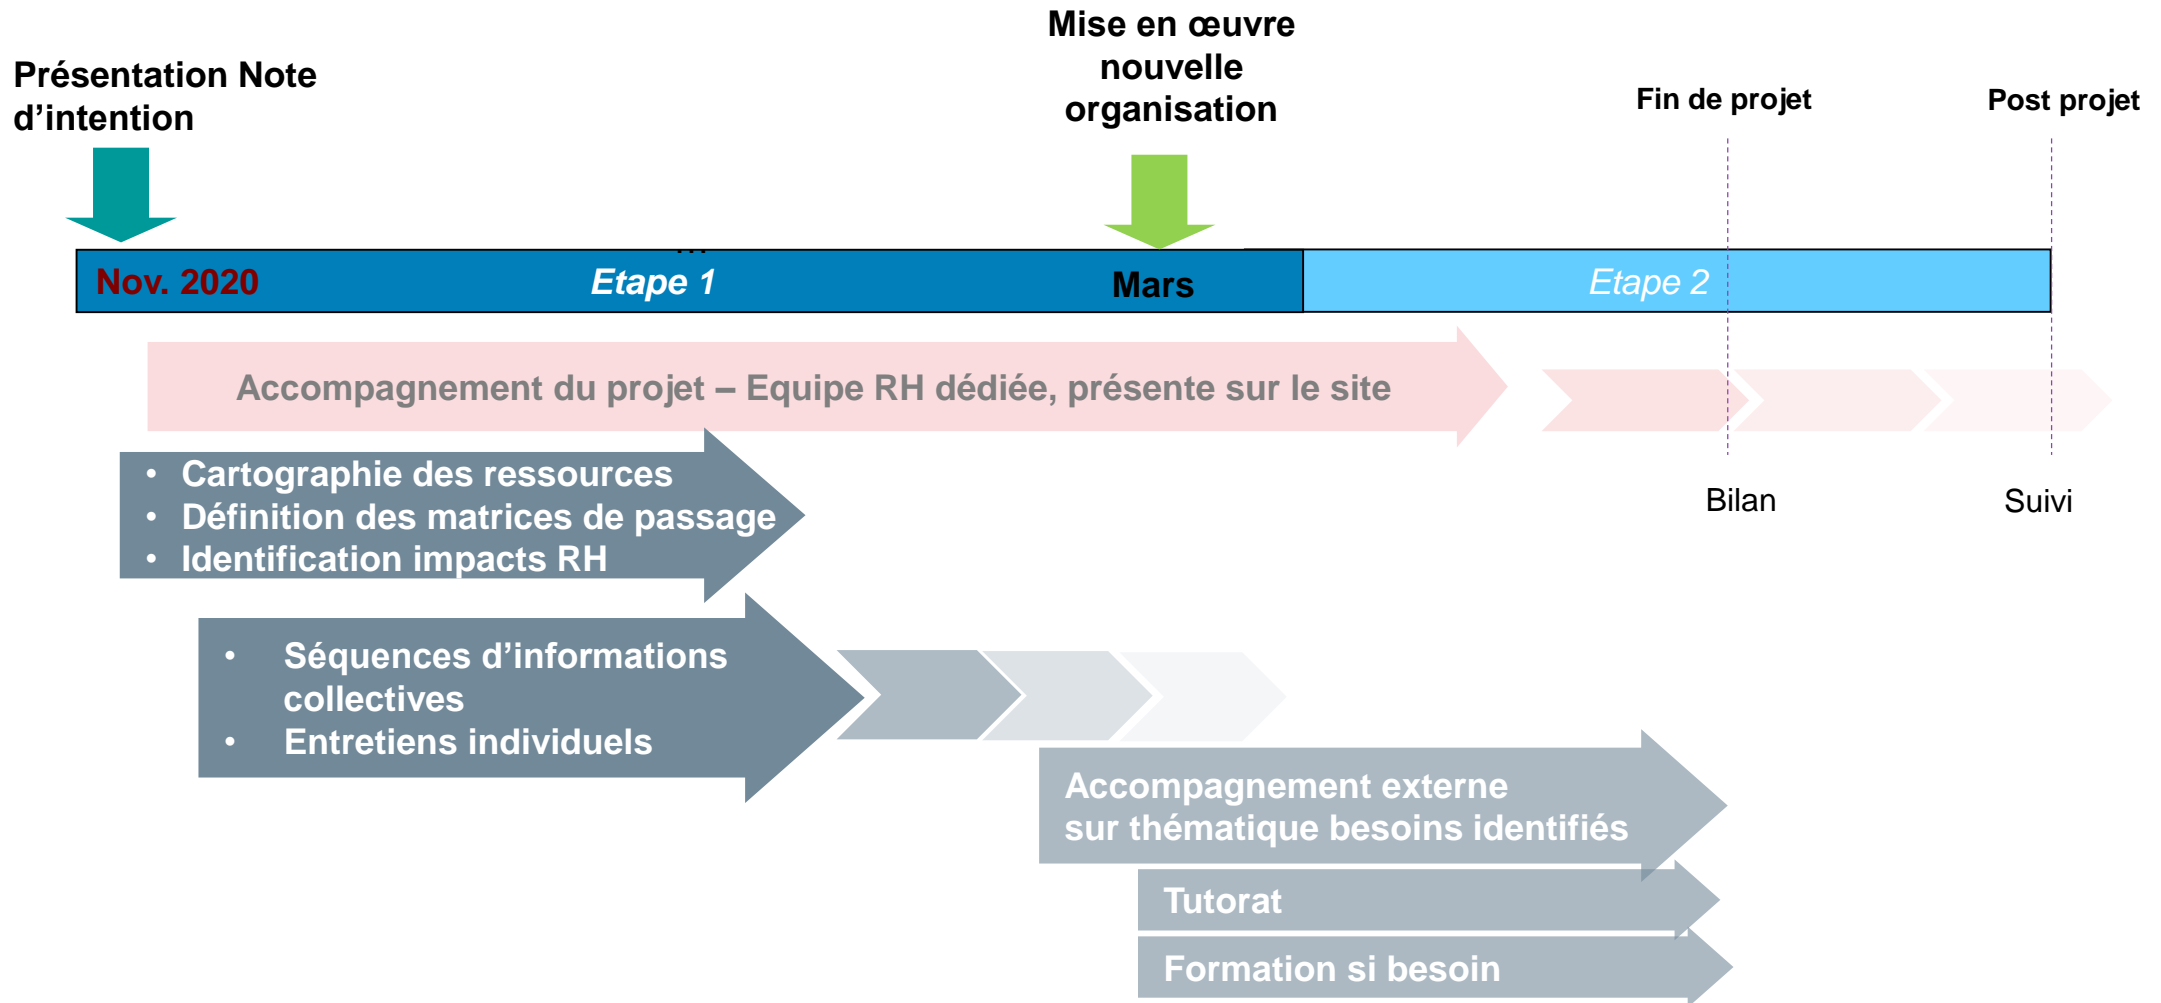 Mise en œuvre
nouvelle
organisation
Présentation Note
d’intention
Fin de projet
Post projet
...
Nov. 2020
Etape 1
Mars
Etape 2
Accompagnement du projet – Equipe RH dédiée, présente sur le site
• Cartographie des ressources
• Définition des matrices de passage
• Identification impacts RH
Bilan
Suivi
• Séquences d’informations
collectives
• Entretiens individuels
Accompagnement externe
sur thématique besoins identifiés
Tutorat
Formation si besoin